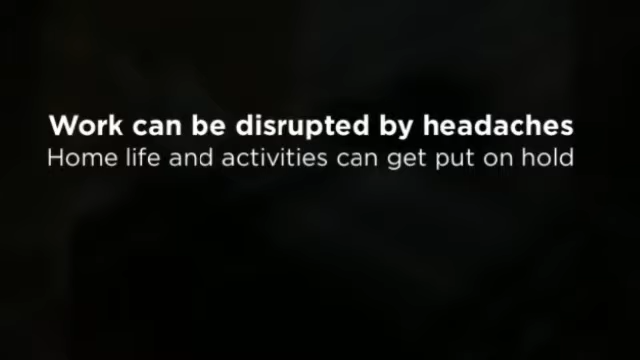 Work can be disrupted by headaches
Home life and activities can get put on hold